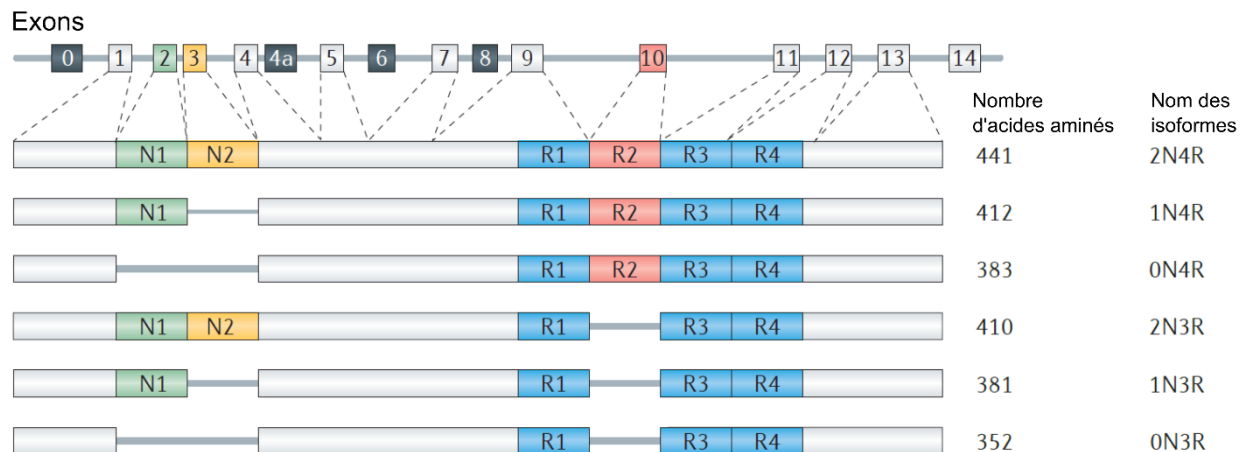 Exons
0 1 2 3 4 4a 5 6 7 8 9 10 11 12 13 14
Nombre d'acides aminés
Nom des isoformes
N1 N2 R1 R2 R3 R4 441 2N4R
N1 R1 R2 R3 R4 412 1N4R
R1 R2 R3 R4 383 0N4R
N1 N2 R1 R3 R4 410 2N3R
N1 R1 R3 R4 381 1N3R
R1 R3 R4 352 0N3R